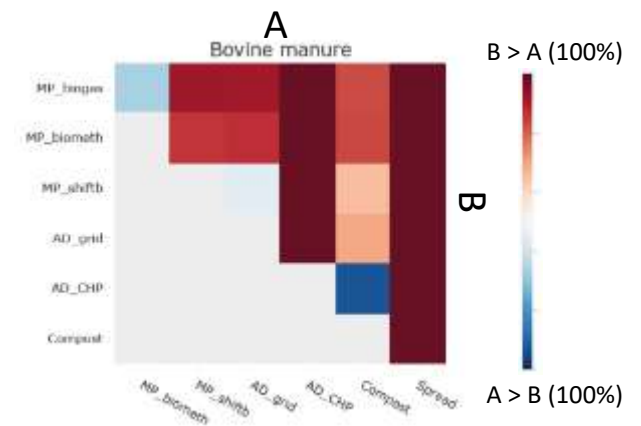 A
Bovine manure
B > A (100%)
MP_biogas
MP_biometh
MP_shiftb
B
AD_grid
AD_CHP
Compost
MP_biometh
MP_shiftb
AD_grid
AD_CHP
Compost
Spread
A > B (100%)